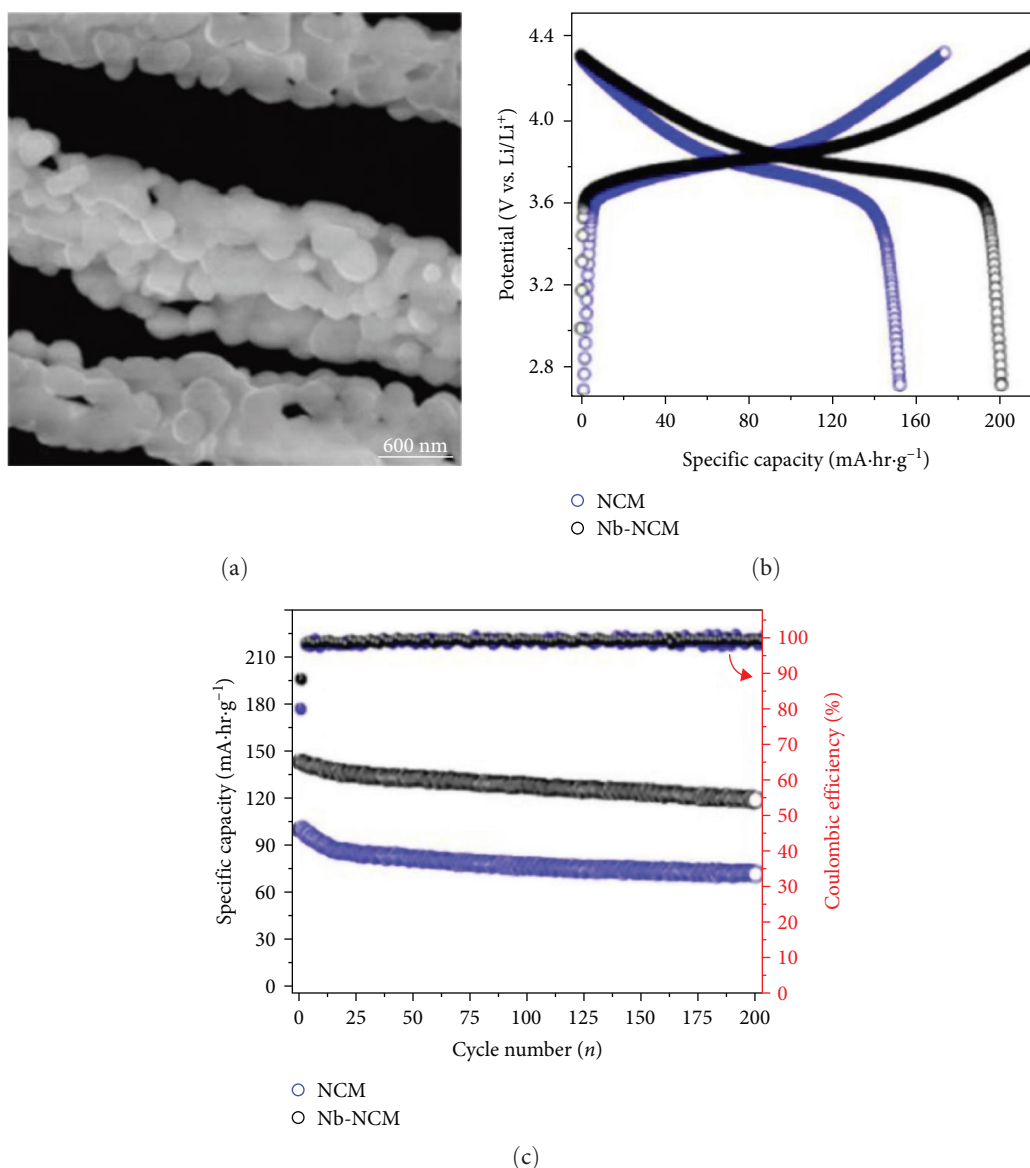 600 nm
(a)
Potential (V vs. Li/Li⁺)
4.4
4.0
3.6
3.2
2.8
0 40 80 120 160 200
Specific capacity (mA·hr·g⁻¹)
NCM
Nb-NCM
(b)
Specific capacity (mA·hr·g⁻¹)
210
180
150
120
90
60
30
0
100
90
80
70
60
50
40
30
20
10
0
Coulombic efficiency (%)
0 25 50 75 100 125 150 175 200
Cycle number (n)
NCM
Nb-NCM
(c)